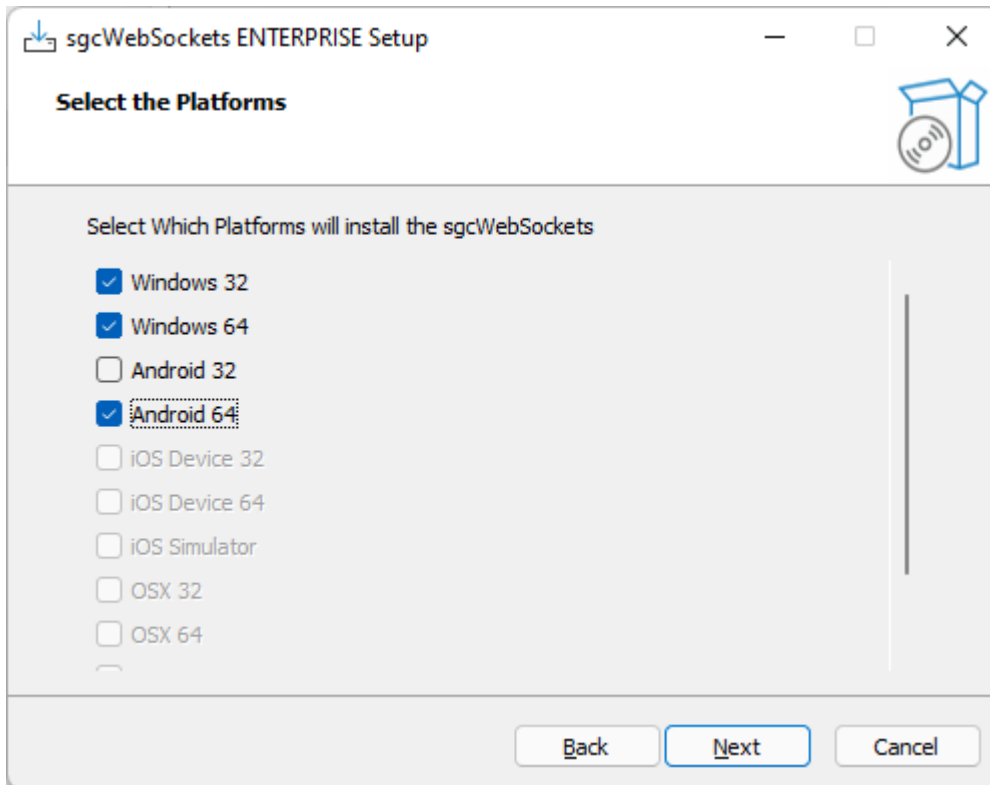 sgcWebSockets ENTERPRISE Setup
Select the Platforms
Select Which Platforms will install the sgcWebSockets
Windows 32
Windows 64
Android 32
Android 64
iOS Device 32
iOS Device 64
iOS Simulator
OSX 32
OSX 64
Back Next Cancel